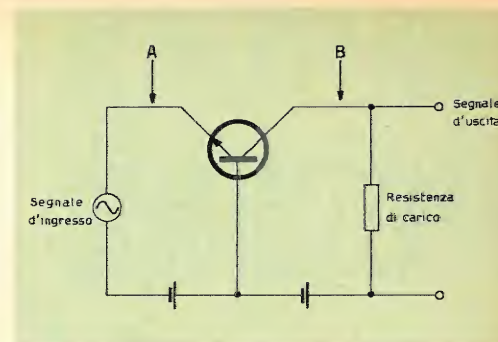 A
B
Segnale
d'uscita
Segnale
d'ingresso
Resistenza
di carico